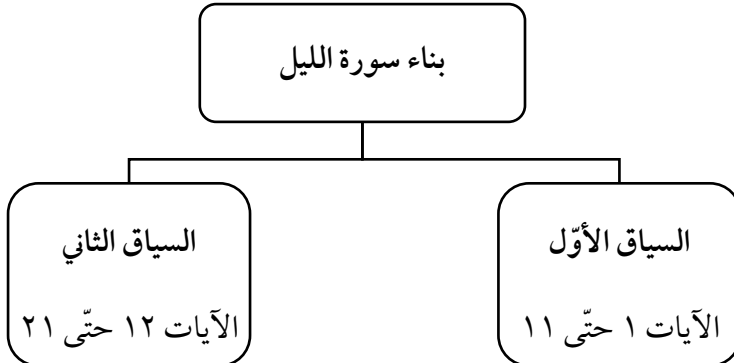 بناء سورة الليل
السياق الأوّل
الآيات ١ حتّى ١١
السياق الثاني
الآيات ١٢ حتّى ٢١